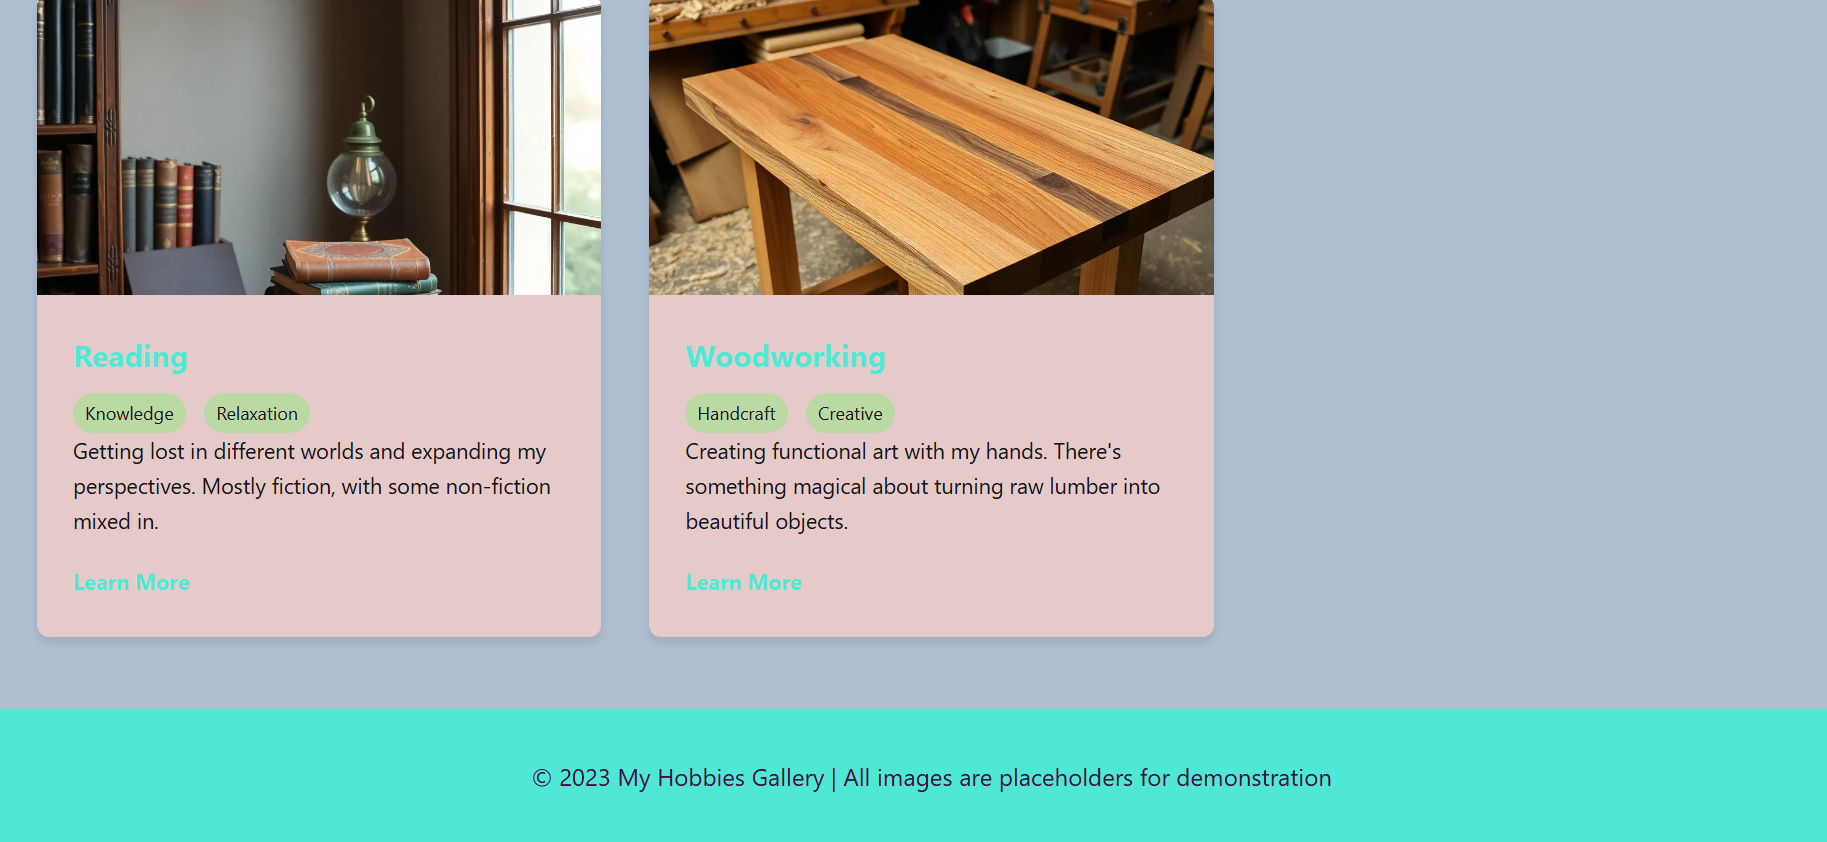 Reading
Knowledge Relaxation
Getting lost in different worlds and expanding my
perspectives. Mostly fiction, with some non-fiction
mixed in.
Learn More
Woodworking
Handcraft Creative
Creating functional art with my hands. There's
something magical about turning raw lumber into
beautiful objects.
Learn More
© 2023 My Hobbies Gallery | All images are placeholders for demonstration